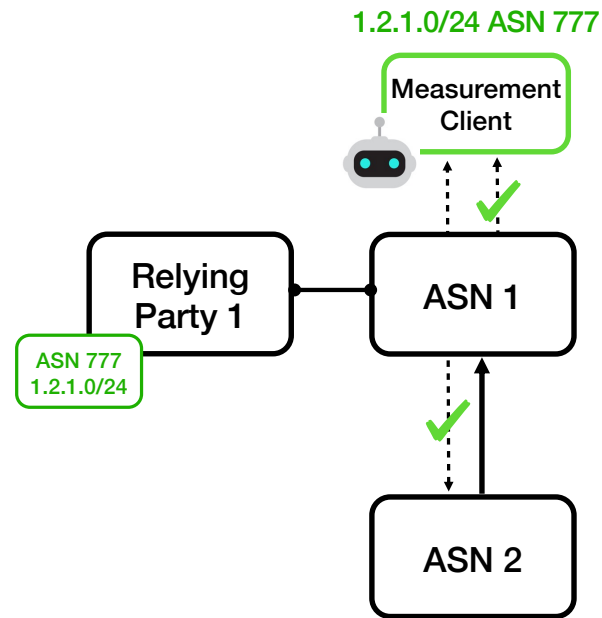 1.2.1.0/24 ASN 777
Measurement
Client
Relying
Party 1
ASN 1
ASN 777
1.2.1.0/24
ASN 2